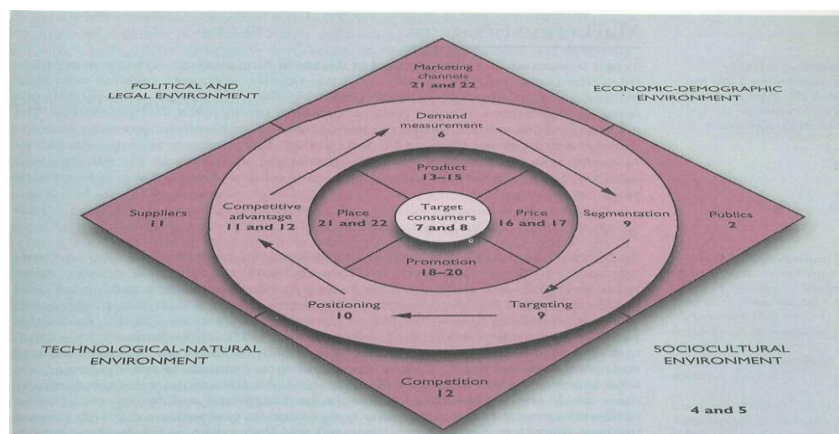 Marketing
channels
21 and 22
POLITICAL AND
LEGAL ENVIRONMENT
ECONOMIC-DEMOGRAPHIC
ENVIRONMENT
Demand
measurement
6
Product
13–15
Suppliers
11
Competitive
advantage
11 and 12
Place
21 and 22
Target
consumers
7 and 8
Price
16 and 17
Segmentation
9
Publics
2
Promotion
18–20
Positioning
10
Targeting
9
TECHNOLOGICAL-NATURAL
ENVIRONMENT
SOCIOCULTURAL
ENVIRONMENT
Competition
12
4 and 5